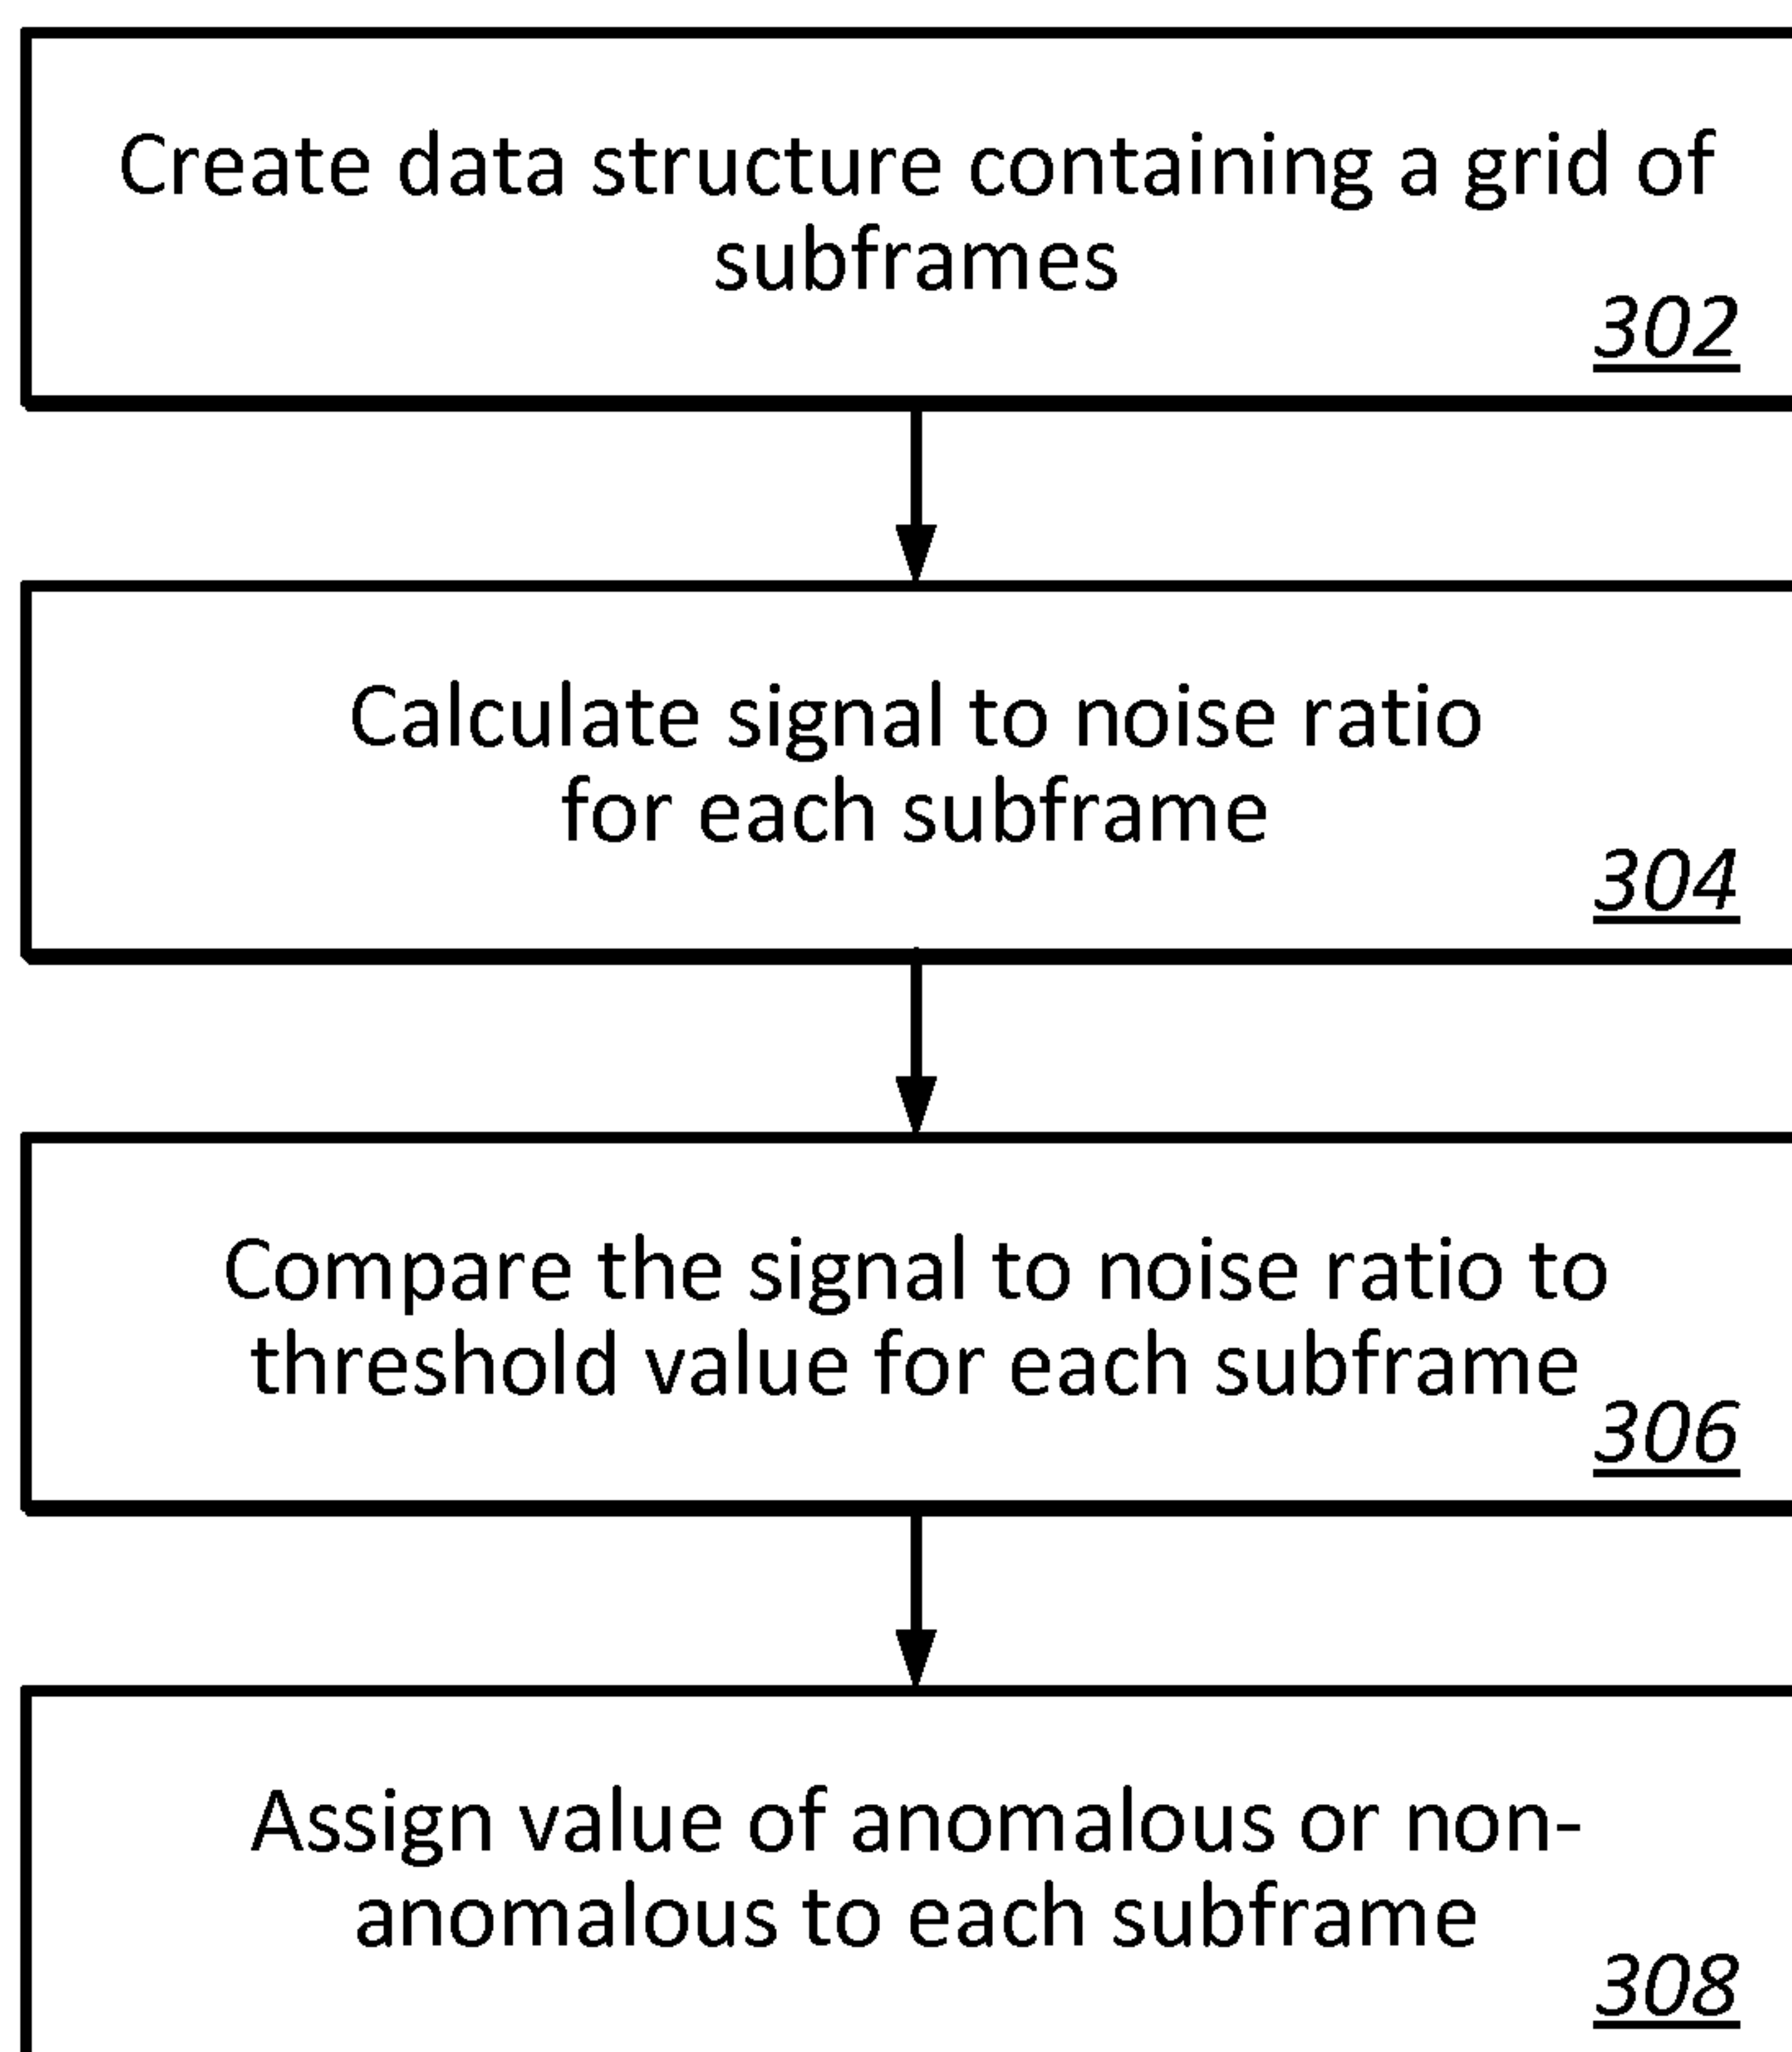 Create data structure containing a grid of
subframes
302
Calculate signal to noise ratio
for each subframe
304
Compare the signal to noise ratio to
threshold value for each subframe
306
Assign value of anomalous or non-
anomalous to each subframe
308